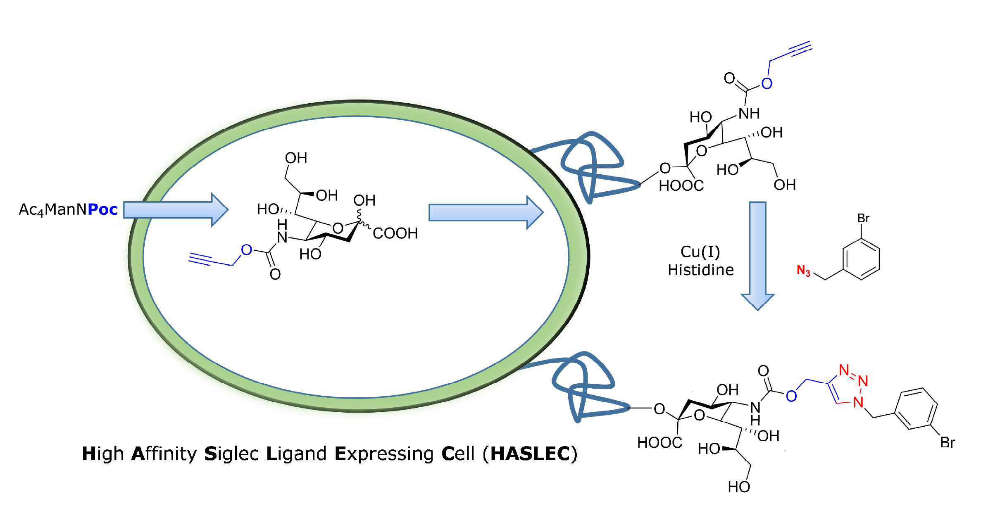 Ac₄ManNPoc
OH
OH
HO
H
N
O
O
HO
O
OH
COOH
O
O
NH
HO
OH
O
O
HOOC
HO
OH
Cu(I)
Histidine
Br
N₃
O
OH
O
N
H
O
O
HOOC
OH
HO
HO
N
N
N
Br
High Affinity Siglec Ligand Expressing Cell (HASLEC)